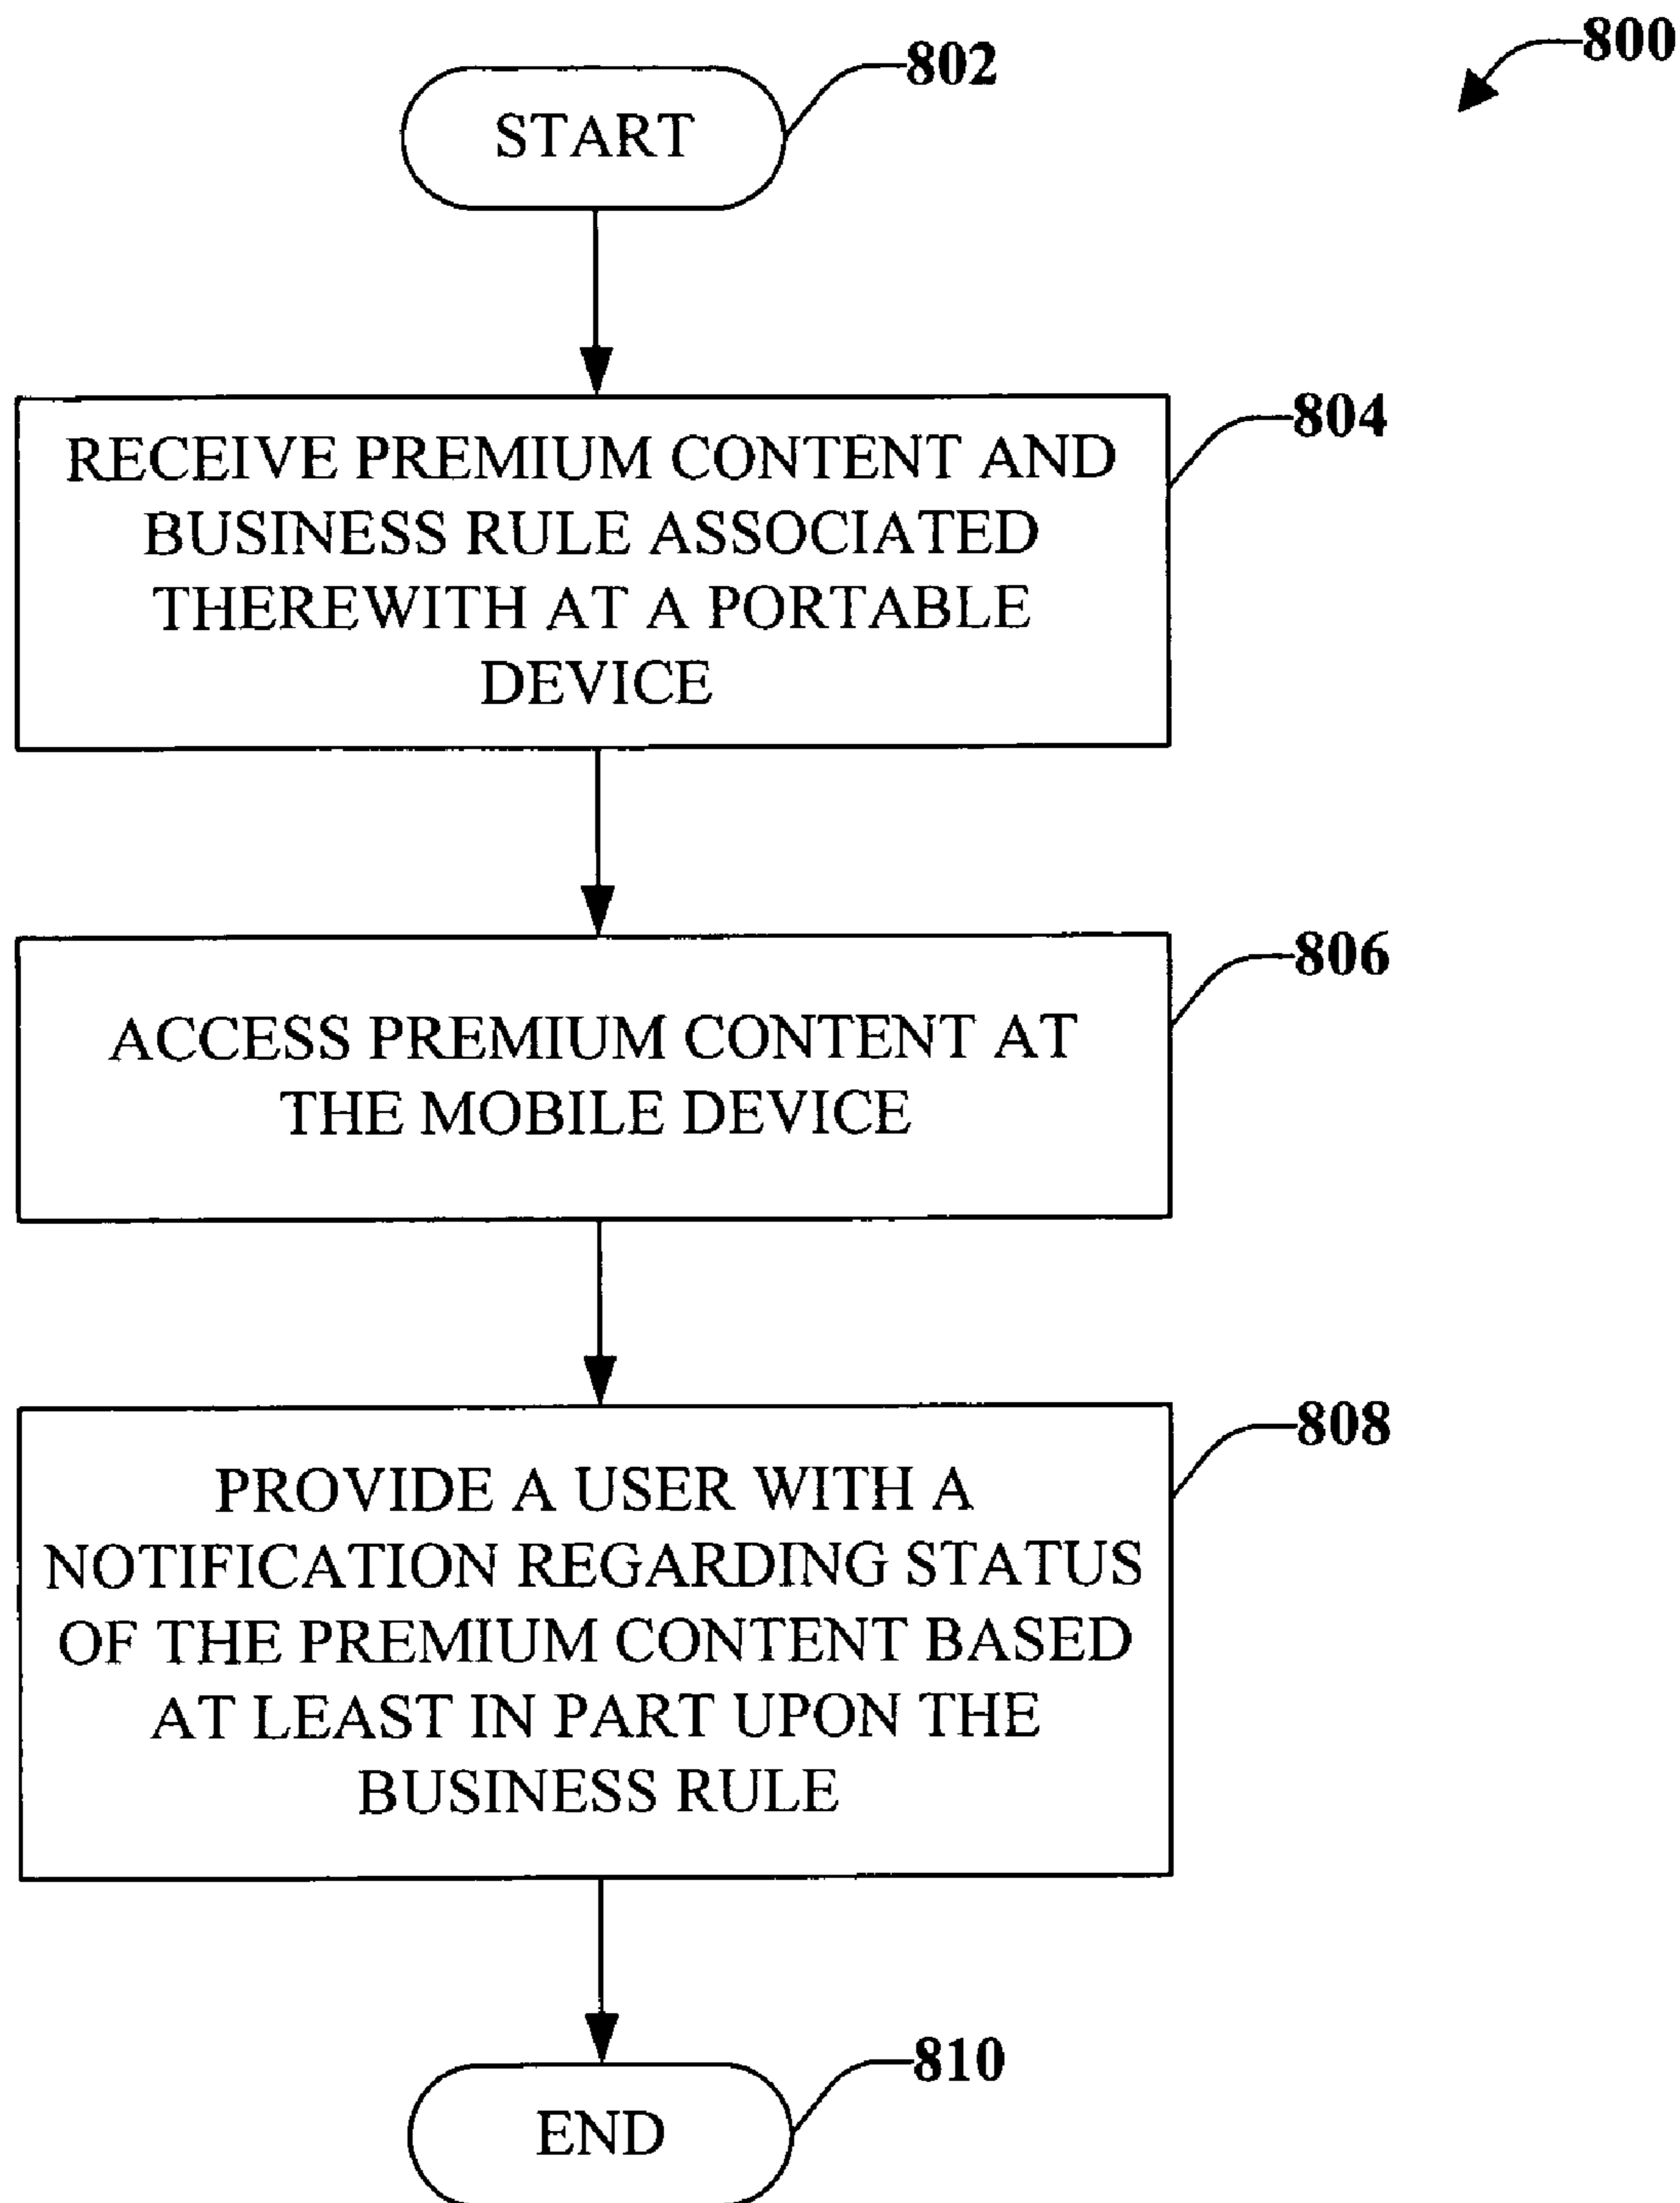 800
802
START
804
RECEIVE PREMIUM CONTENT AND
BUSINESS RULE ASSOCIATED
THEREWITH AT A PORTABLE
DEVICE
806
ACCESS PREMIUM CONTENT AT
THE MOBILE DEVICE
808
PROVIDE A USER WITH A
NOTIFICATION REGARDING STATUS
OF THE PREMIUM CONTENT BASED
AT LEAST IN PART UPON THE
BUSINESS RULE
810
END